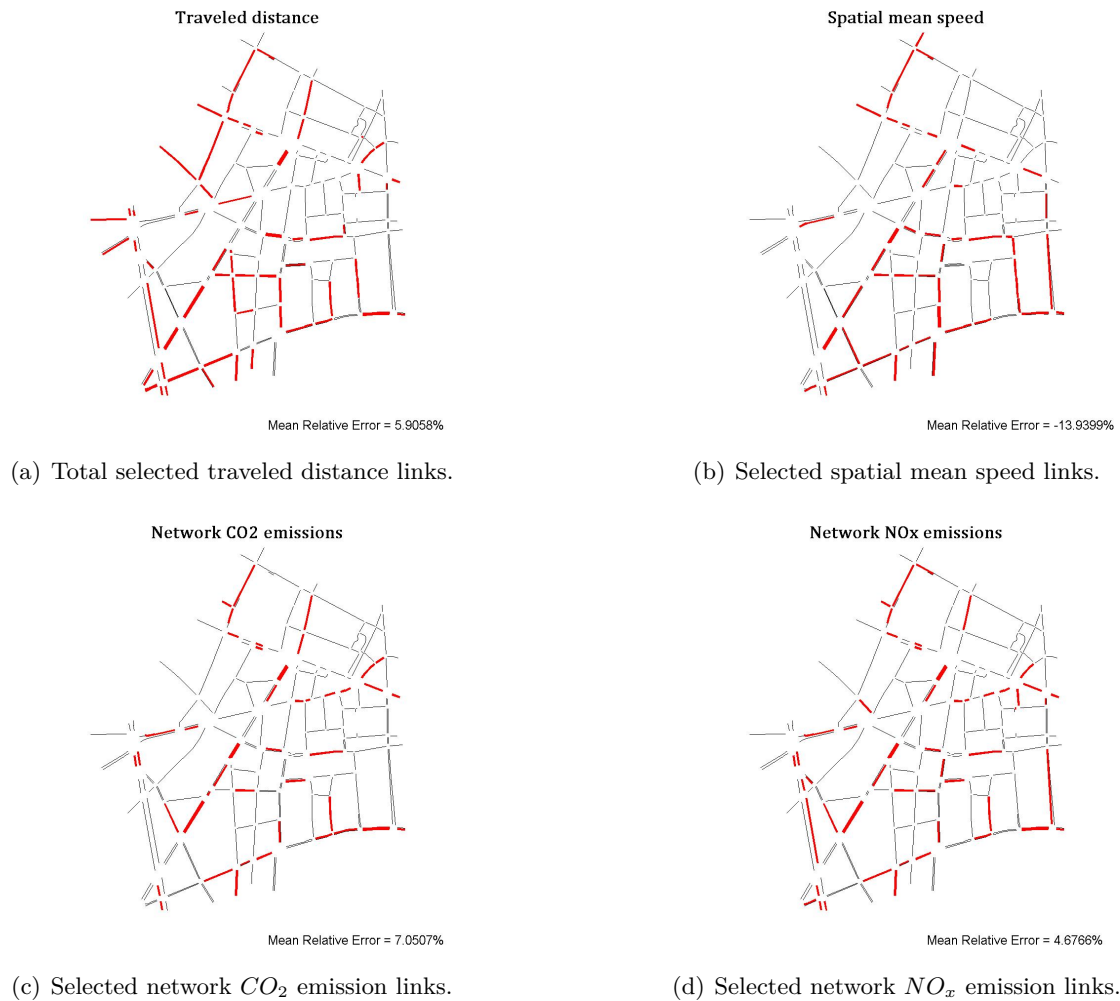 Traveled distance
Mean Relative Error = 5.9058%
(a) Total selected traveled distance links.
Spatial mean speed
Mean Relative Error = -13.9399%
(b) Selected spatial mean speed links.
Network CO2 emissions
Mean Relative Error = 7.0507%
(c) Selected network CO₂ emission links.
Network NOx emissions
Mean Relative Error = 4.6766%
(d) Selected network NOₓ emission links.